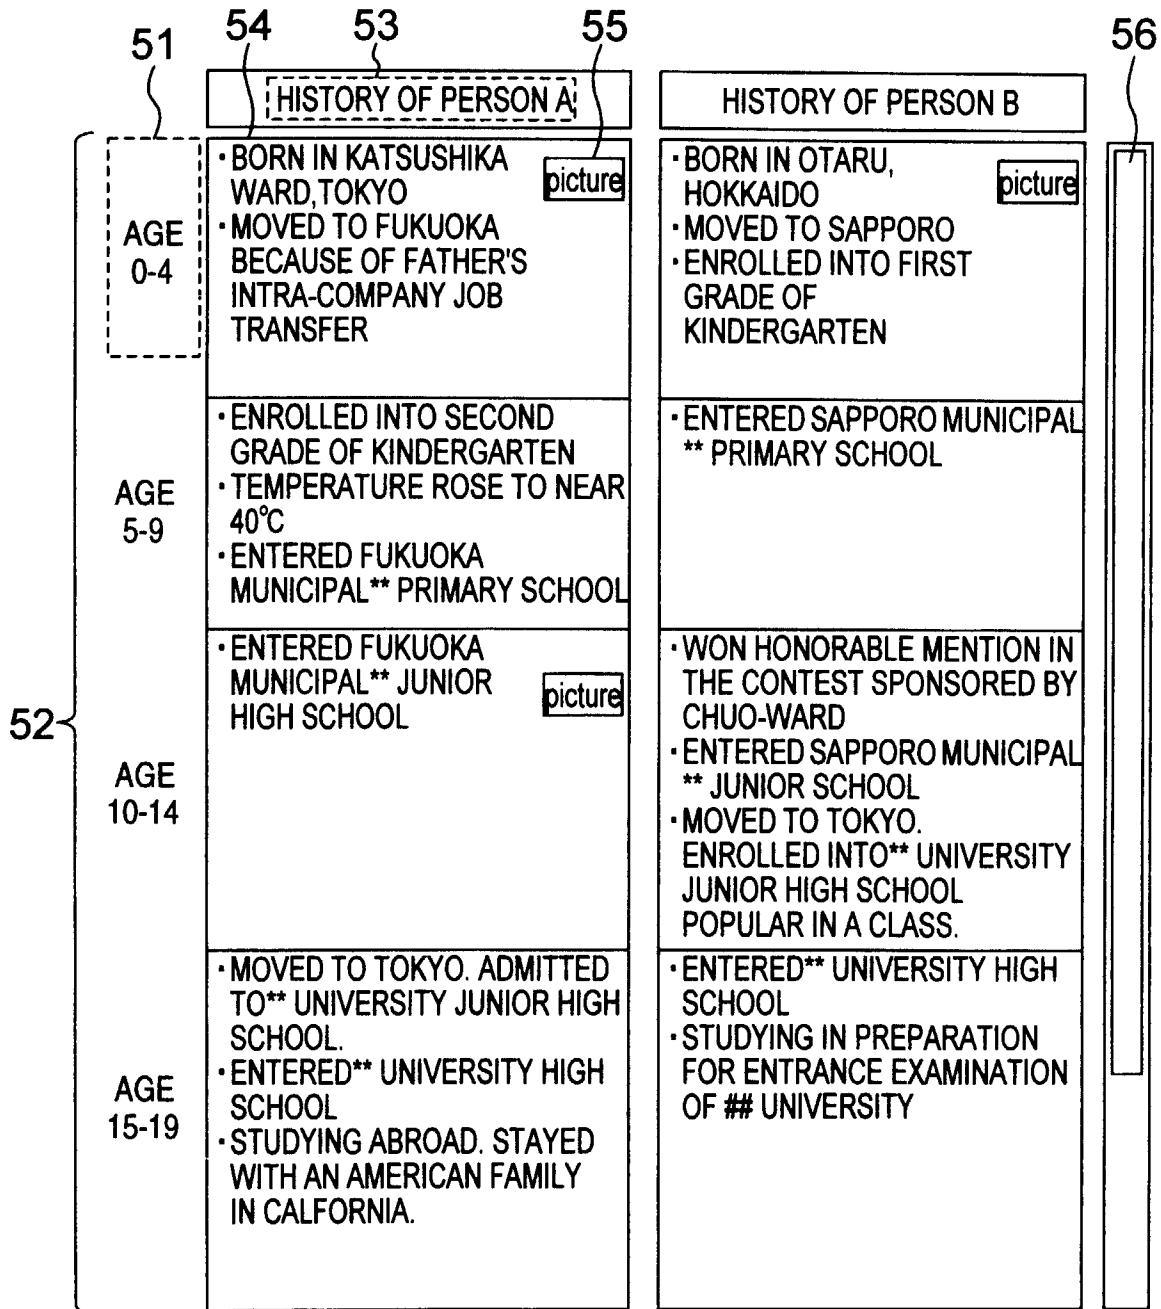 51
54
53
55
56
HISTORY OF PERSON A
HISTORY OF PERSON B
52
AGE
0-4
·BORN IN KATSUSHIKA
WARD,TOKYO
·MOVED TO FUKUOKA
BECAUSE OF FATHER'S
INTRA-COMPANY JOB
TRANSFER
picture
·BORN IN OTARU,
HOKKAIDO
·MOVED TO SAPPORO
·ENROLLED INTO FIRST
GRADE OF
KINDERGARTEN
picture
AGE
5-9
·ENROLLED INTO SECOND
GRADE OF KINDERGARTEN
·TEMPERATURE ROSE TO NEAR
40°C
·ENTERED FUKUOKA
MUNICIPAL** PRIMARY SCHOOL
·ENTERED SAPPORO MUNICIPAL
** PRIMARY SCHOOL
AGE
10-14
·ENTERED FUKUOKA
MUNICIPAL** JUNIOR
HIGH SCHOOL
picture
·WON HONORABLE MENTION IN
THE CONTEST SPONSORED BY
CHUO-WARD
·ENTERED SAPPORO MUNICIPAL
** JUNIOR SCHOOL
·MOVED TO TOKYO.
ENROLLED INTO** UNIVERSITY
JUNIOR HIGH SCHOOL
POPULAR IN A CLASS.
AGE
15-19
·MOVED TO TOKYO. ADMITTED
TO** UNIVERSITY JUNIOR HIGH
SCHOOL.
·ENTERED** UNIVERSITY HIGH
SCHOOL
·STUDYING ABROAD. STAYED
WITH AN AMERICAN FAMILY
IN CALFORNIA.
·ENTERED** UNIVERSITY HIGH
SCHOOL
·STUDYING IN PREPARATION
FOR ENTRANCE EXAMINATION
OF ## UNIVERSITY